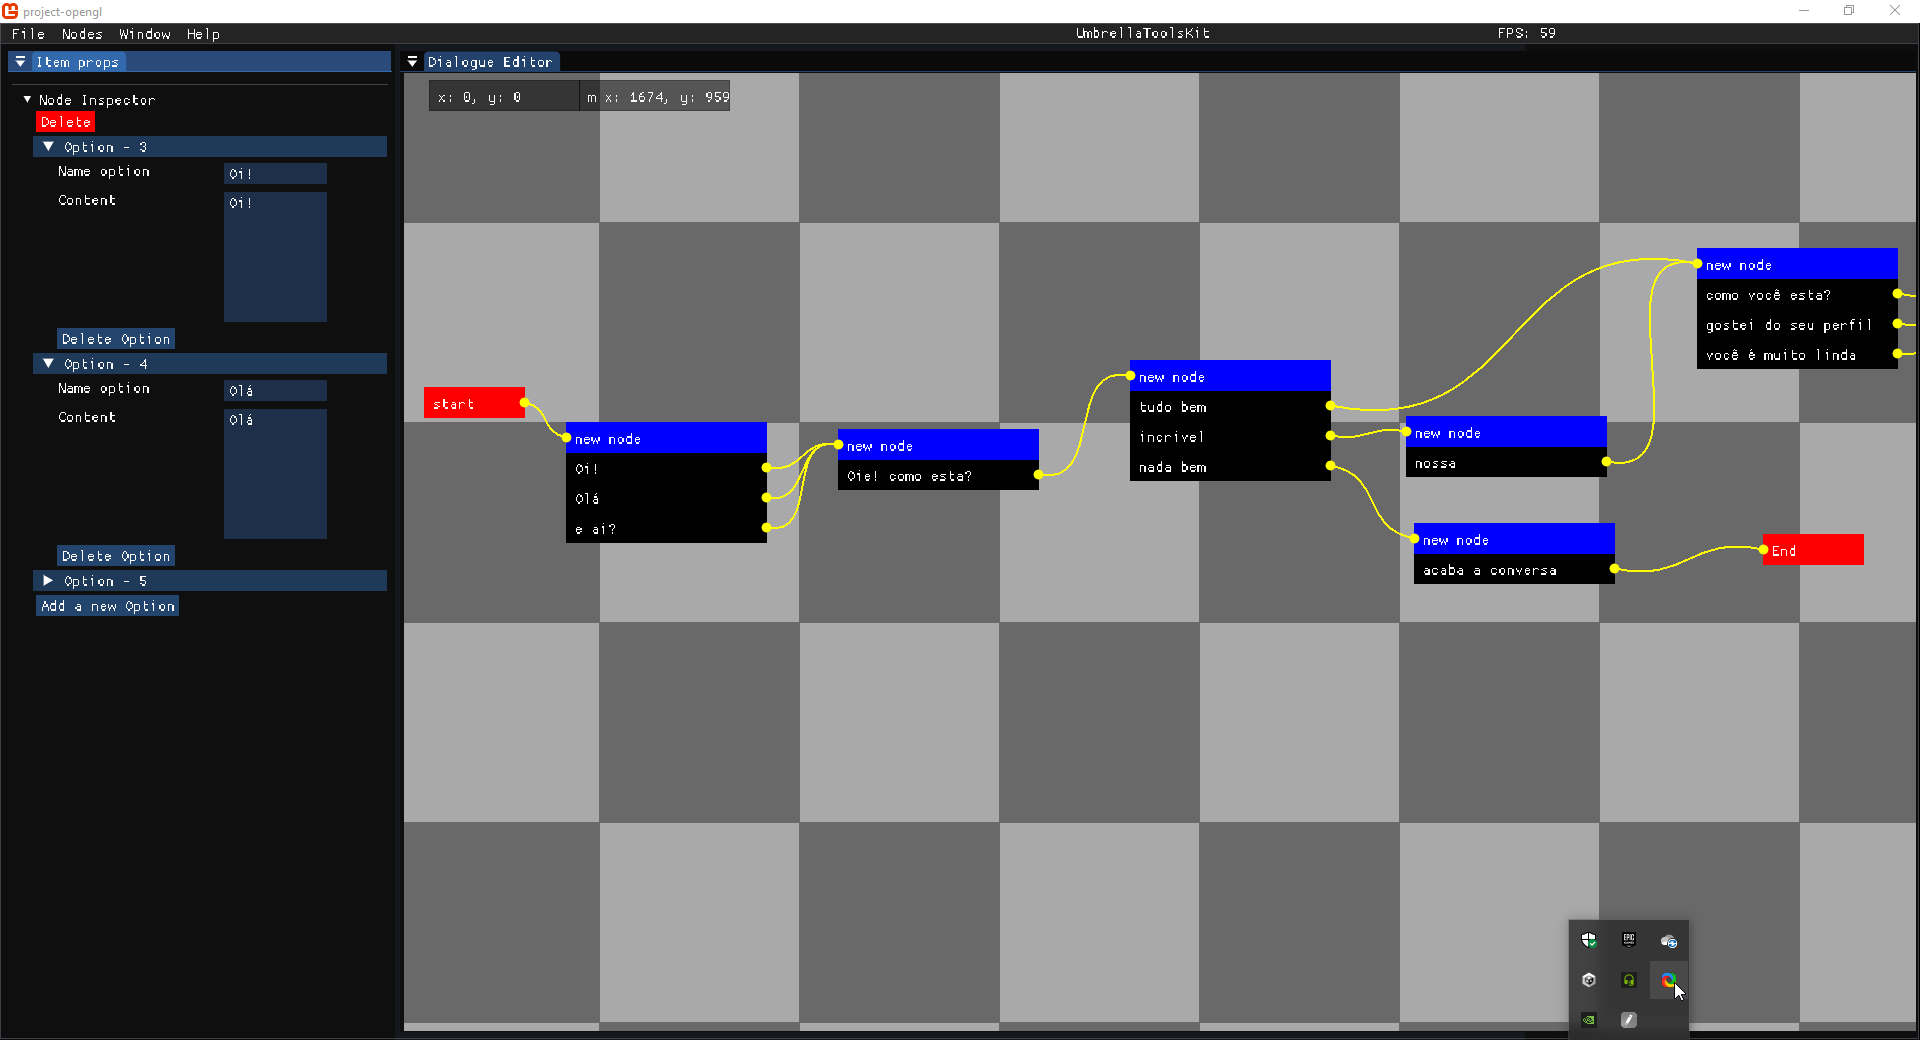 project-opengl
File Nodes Window Help
UmbrellaToolsKit
FPS: 59
Item props
Node Inspector
Delete
Option - 3
Name option
Oi!
Content
Oi!
Delete Option
Option - 4
Name option
Olá
Content
Olá
Delete Option
Option - 5
Add a new Option
Dialogue Editor
x: 0, y: 0
m x: 1674, y: 959
start
new node
Oi!
Olá
e ai?
new node
Oie! como esta?
new node
tudo bem
incrivel
nada bem
new node
nossa
new node
acaba a conversa
new node
como você esta?
gostei do seu perfil
você é muito linda
End
EPIC